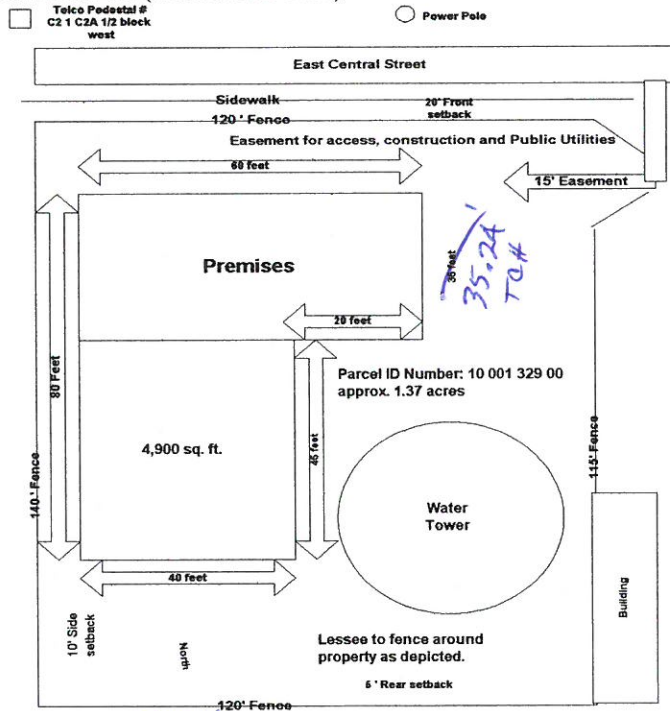 Telco Pedestal #
C2 1 C2A 1/2 block
west
Power Pole
East Central Street
Sidewalk
20' Front
setback
120' Fence
Easement for access, construction and Public Utilities
60 feet
15' Easement
Premises
35 feet
35.24'
TCH
20 feet
80 Feet
Parcel ID Number: 10 001 329 00
approx. 1.37 acres
4,900 sq. ft.
45 feet
140' Fence
115' Fence
Water
Tower
40 feet
Building
10' Side
setback
North
Lessee to fence around
property as depicted.
5' Rear setback
120' Fence